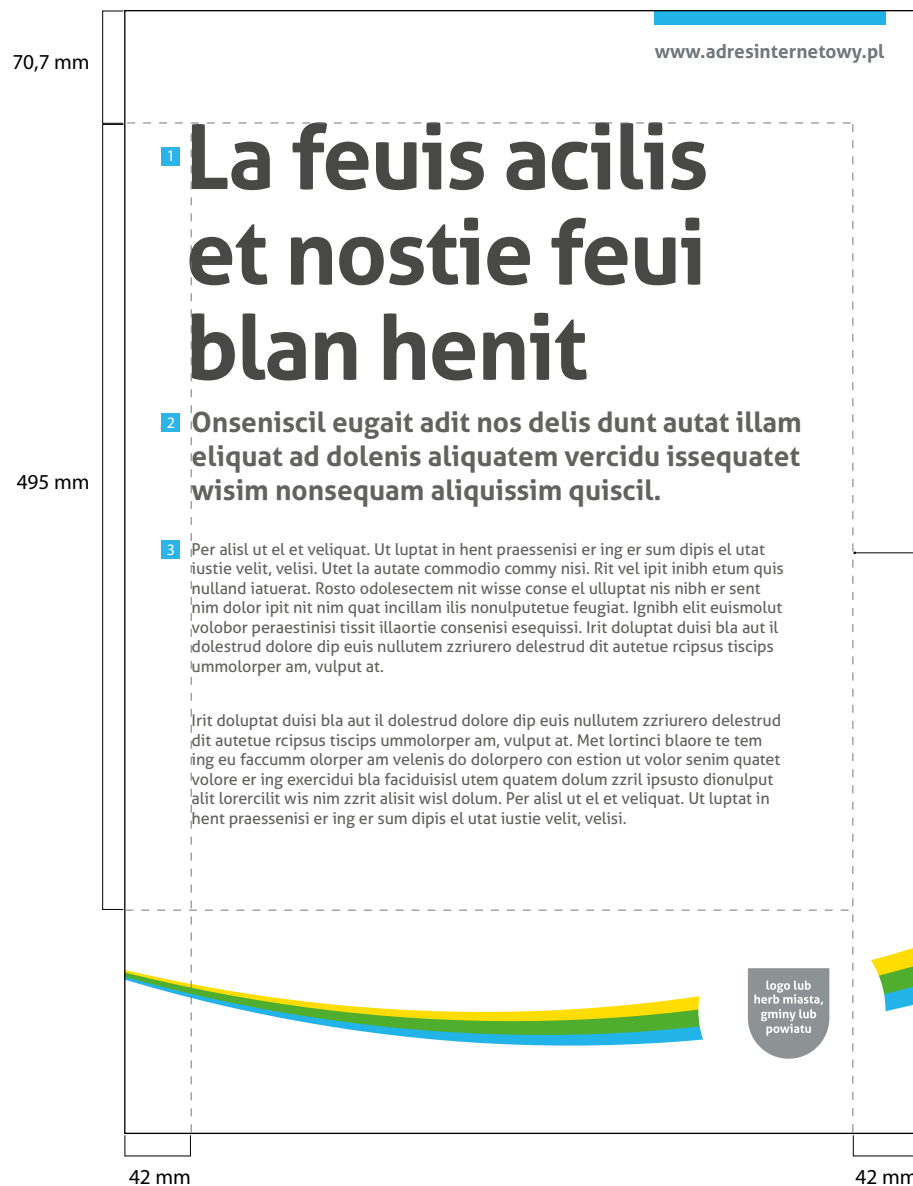 70,7 mm
www.adresinternetowy.pl
1
La feuis acilis
et nostie feui
blan henit
2
Onseniscil eugait adit nos delis dunt autat illam
eliquat ad dolenis aliquatem vercidu issequatet
wisim nonsequam aliquissim quiscil.
495 mm
3
Per alisl ut el et veliquat. Ut luptat in hent praessenisi er ing er sum dipis el utat
iustie velit, velisi. Utet la autate commodio commy nisi. Rit vel ipit inibh etum quis
nulland iatuerat. Rosto odolesectem nit wisse conse el ulluptat nis nibh er sent
nim dolor ipit nit nim quat incillam ilis nonulputetue feugiat. Ignibh elit euismolut
volobor peraestinisi tissit illaortie consenisi esequissi. Irit doluptat duisi bla aut il
dolestrud dolore dip euis nullutem zzriurero delestrud dit autetue rcipsus tiscips
ummolorper am, vulput at.
Irit doluptat duisi bla aut il dolestrud dolore dip euis nullutem zzriurero delestrud
dit autetue rcipsus tiscips ummolorper am, vulput at. Met lortinci blaore te tem
ing eu faccumm olorper am velenis do dolorpero con estion ut volor senim quatet
volore er ing exercidui bla faciduisisl utem quatem dolum zzril ipsusto dionulput
alit lorercilit wis nim zzrit alisit wisl dolum. Per alisl ut el et veliquat. Ut luptat in
hent praessenisi er ing er sum dipis el utat iustie velit, velisi.
logo lub
herb miasta,
gminy lub
powiatu
42 mm
42 mm